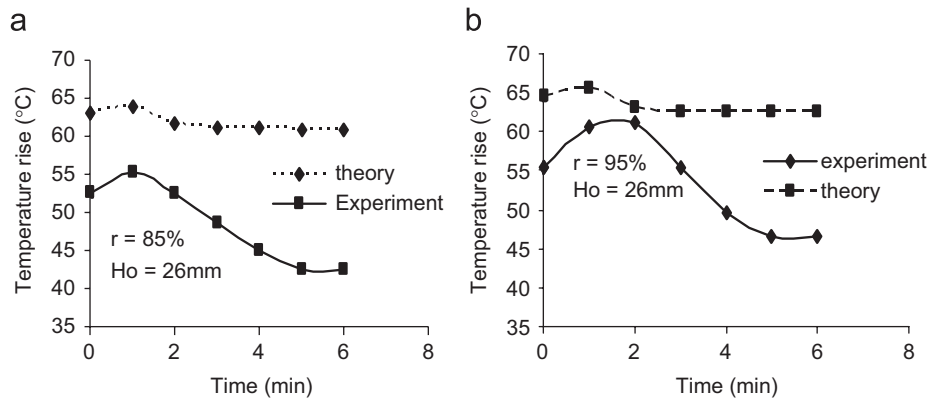 a
Temperature rise (°C)
70
65
60
55
50
45
40
35
0
2
4
6
8
Time (min)
theory
Experiment
r = 85%
Ho = 26mm
b
Temperature rise (°C)
70
65
60
55
50
45
40
35
0
2
4
6
8
Time (min)
r = 95%
Ho = 26mm
experiment
theory